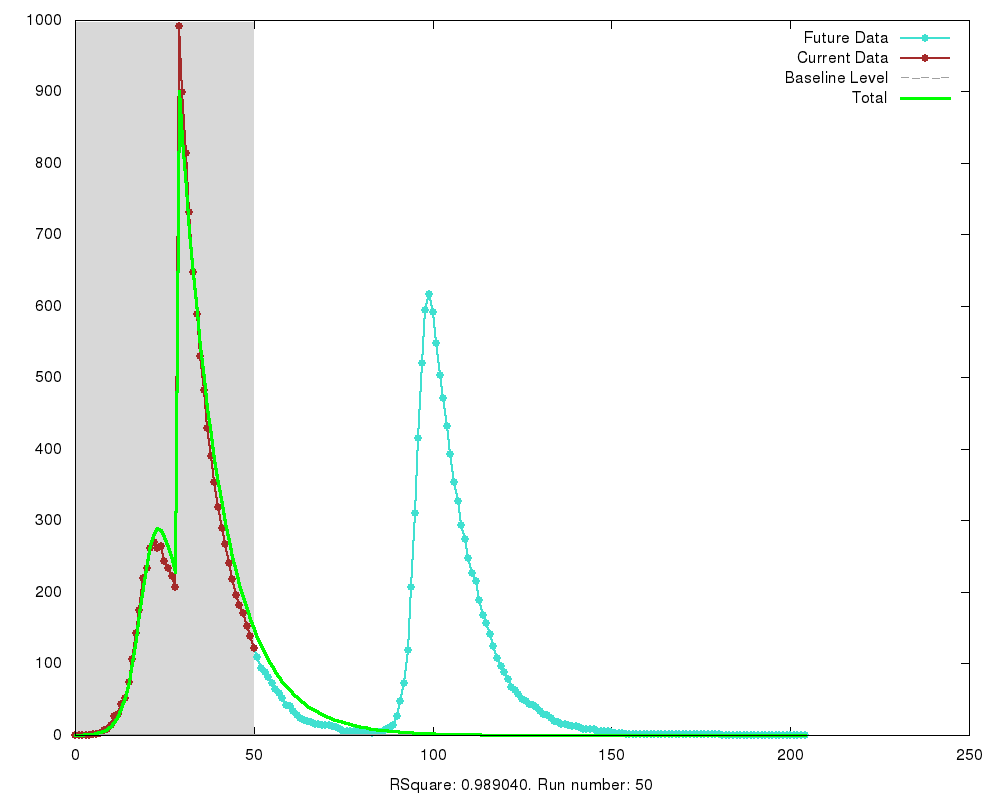 1000
900
800
700
600
500
400
300
200
100
0
0 50 100 150 200 250
Future Data
Current Data
Baseline Level
Total
RSquare: 0.989040. Run number: 50